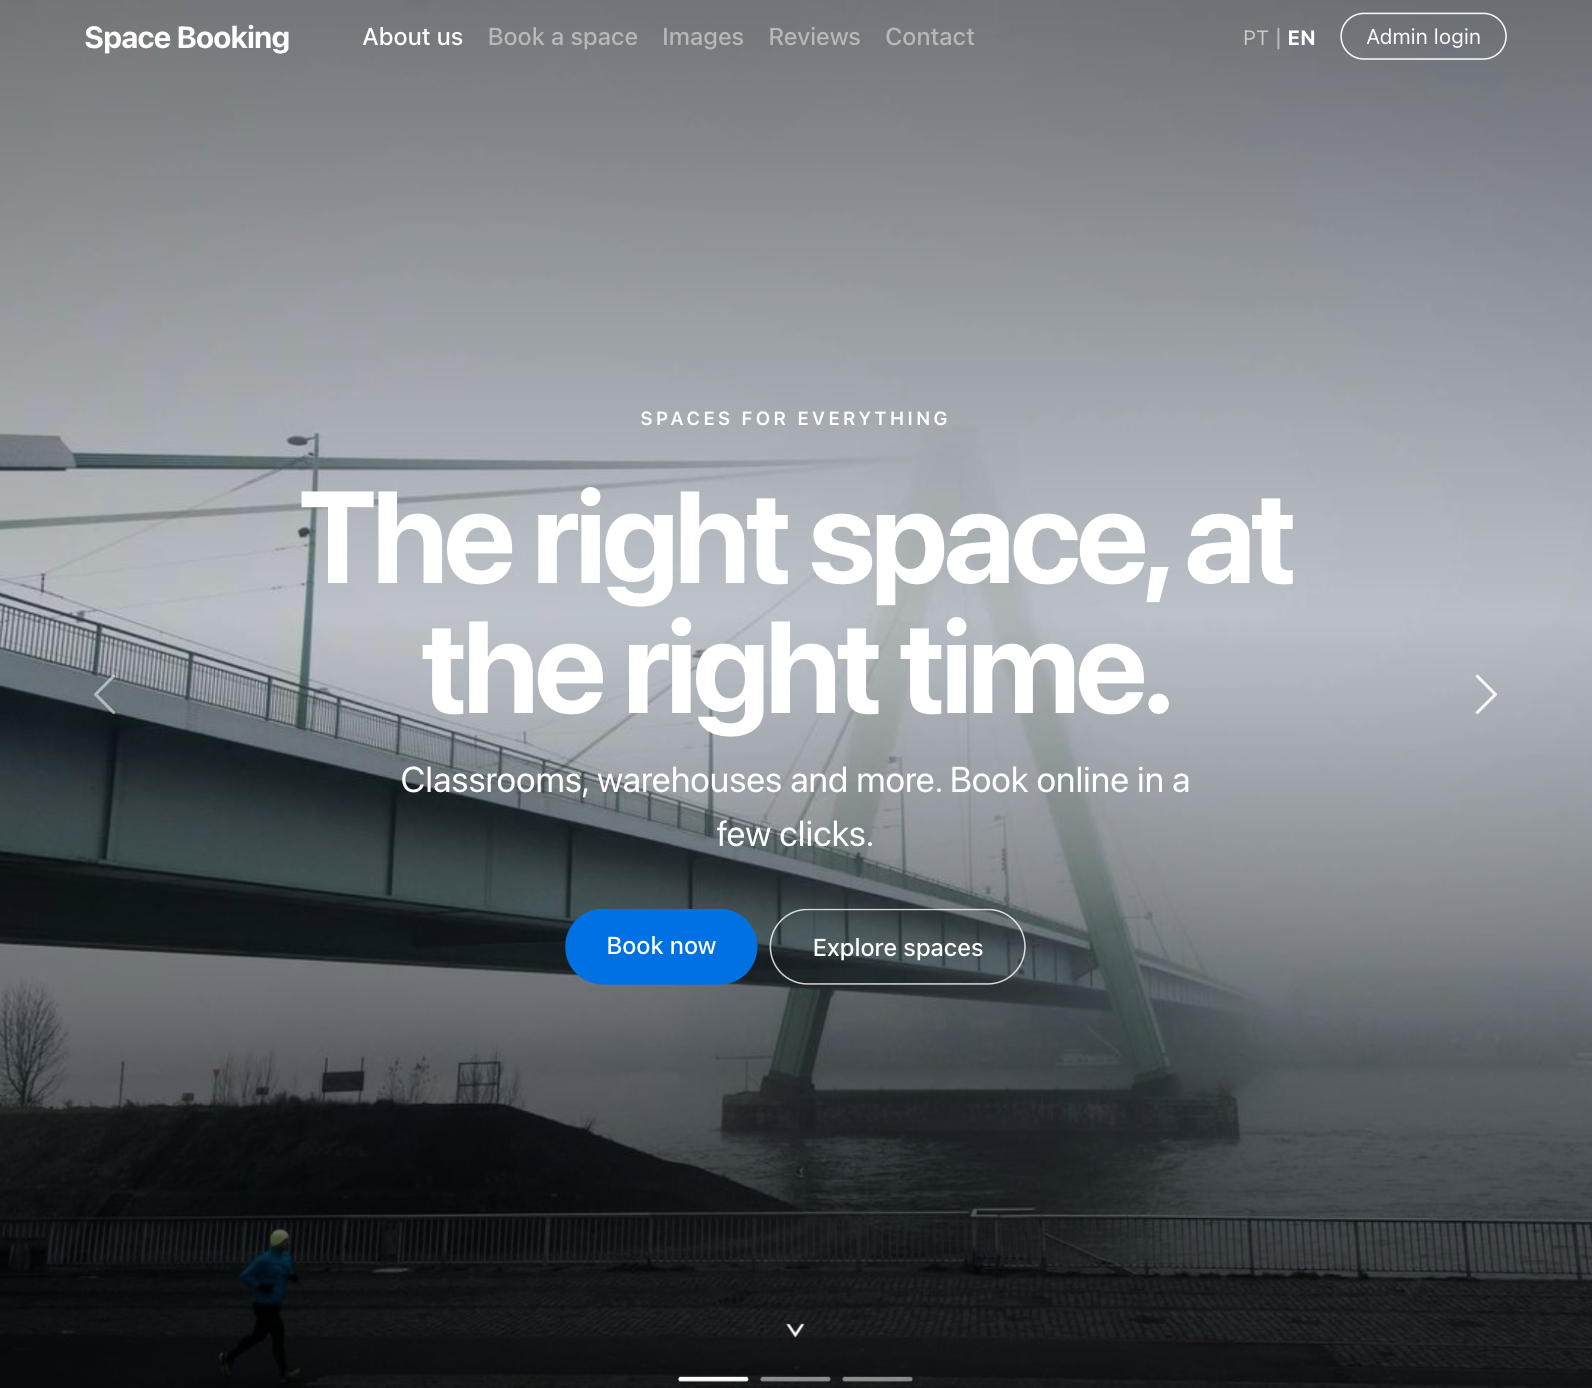 Space Booking
About us Book a space Images Reviews Contact
PT | EN
Admin login
SPACES FOR EVERYTHING
The right space, at
the right time.
Classrooms, warehouses and more. Book online in a
few clicks.
Book now
Explore spaces